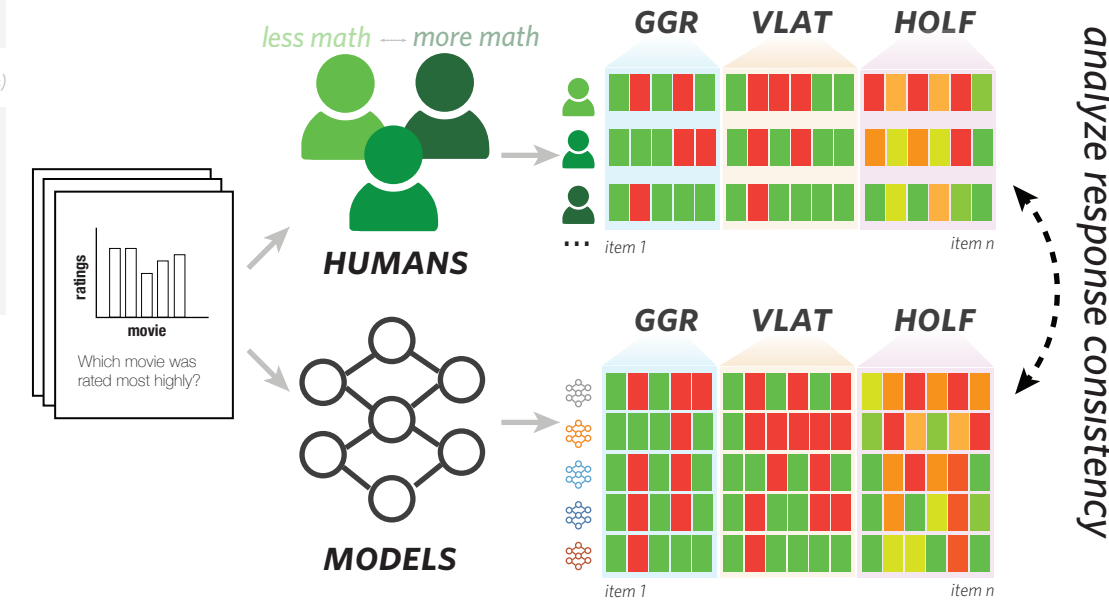 less math more math
GGR VLAT HOLF
ratings
movie
Which movie was
rated most highly?
HUMANS
...
item 1 item n
GGR VLAT HOLF
MODELS
item 1 item n
analyze response consistency
)